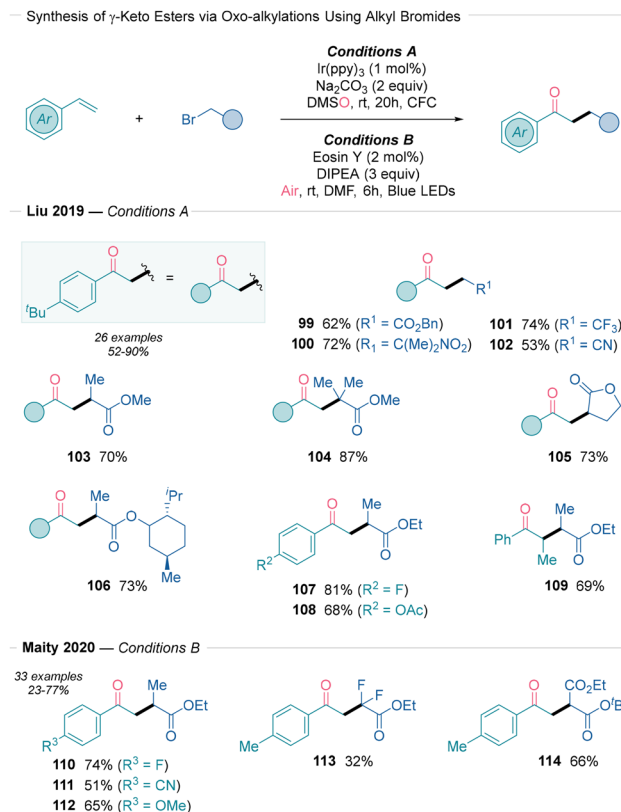 Synthesis of γ-Keto Esters via Oxo-alkylations Using Alkyl Bromides
Conditions A
Ir(ppy)₃ (1 mol%)
Na₂CO₃ (2 equiv)
DMSO, rt, 20h, CFC
Ar
+
Br
O
Ar
Conditions B
Eosin Y (2 mol%)
DIPEA (3 equiv)
Air, rt, DMF, 6h, Blue LEDs
Liu 2019 — Conditions A
O
ᵗBu
=
O
26 examples
52-90%
O
R¹
99 62% (R¹ = CO₂Bn)
101 74% (R¹ = CF₃)
100 72% (R₁ = C(Me)₂NO₂)
102 53% (R¹ = CN)
O
Me
OMe
O
103 70%
O
Me
Me
OMe
O
104 87%
O
O
O
105 73%
O
Me
O
O
ⁱPr
Me
106 73%
O
Me
OEt
O
R²
107 81% (R² = F)
108 68% (R² = OAc)
O
Me
Ph
OEt
Me
O
109 69%
Maity 2020 — Conditions B
33 examples
23-77%
O
Me
OEt
O
R³
110 74% (R³ = F)
111 51% (R³ = CN)
112 65% (R³ = OMe)
O
F
F
OEt
O
Me
113 32%
O
CO₂Et
OᵗB
O
Me
114 66%